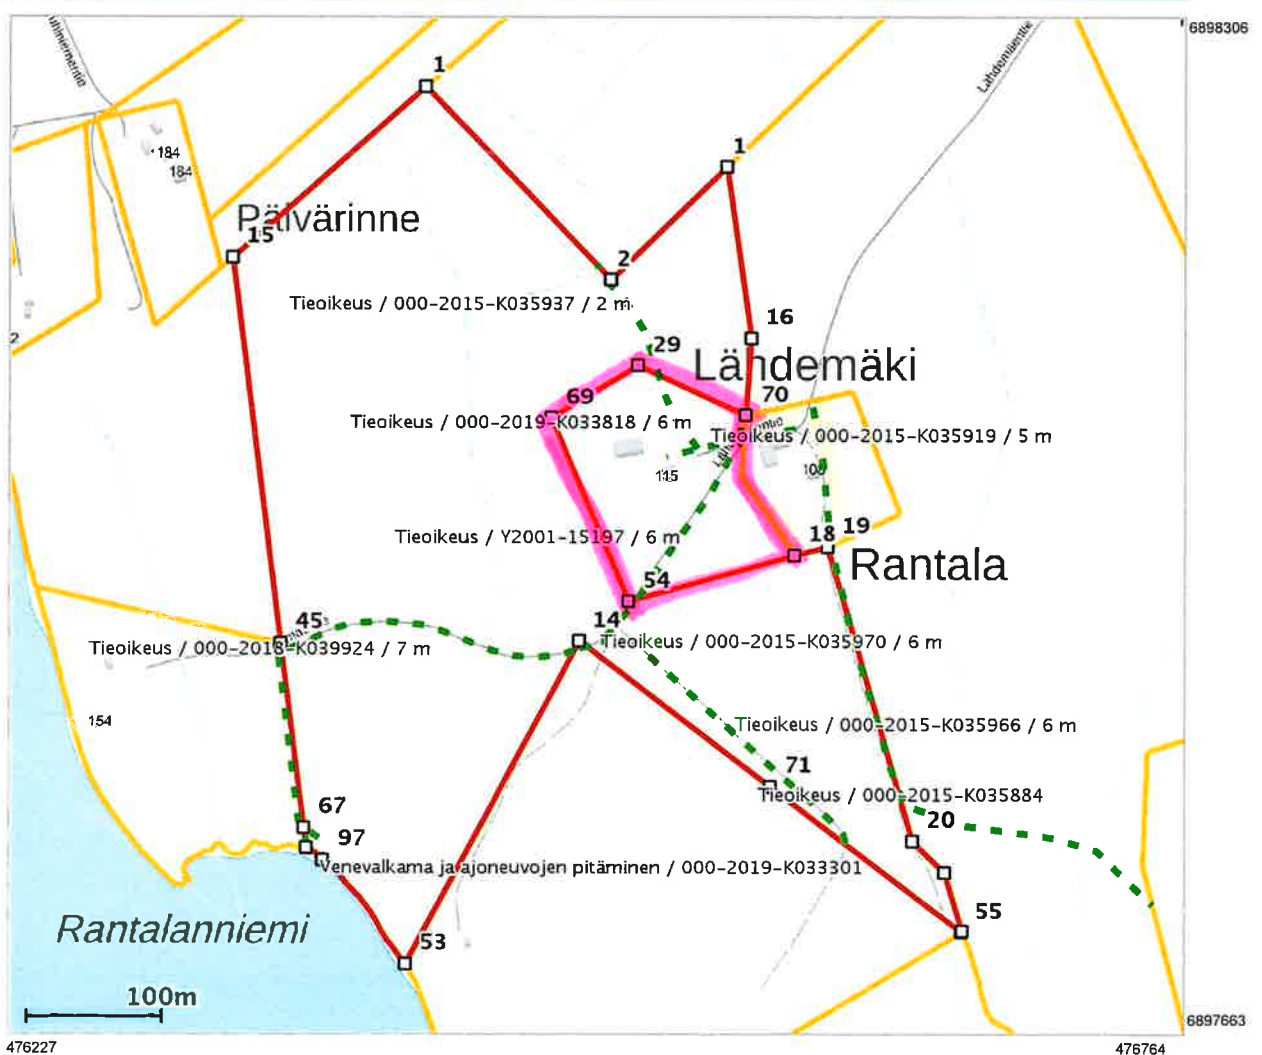 6898306
Lähdemäentie
1
1
184
184
Päivärinne
15
2
Tieoikeus / 000-2015-K035937 / 2 m
16
2
29
Lähdemäki
69
70
Tieoikeus / 000-2019-K033818 / 6 m
Tieoikeus / 000-2015-K035919 / 5 m
115
108
18
19
Tieoikeus / Y2001-15197 / 6 m
Rantala
54
45
14
Tieoikeus / 000-2018-K039924 / 7 m
Tieoikeus / 000-2015-K035970 / 6 m
154
Tieoikeus / 000-2015-K035966 / 6 m
71
Tieoikeus / 000-2015-K035884
67
20
97
Venevalkama ja ajoneuvojen pitäminen / 000-2019-K033301
Rantalanniemi
53
55
100m
6897663
476227
476764